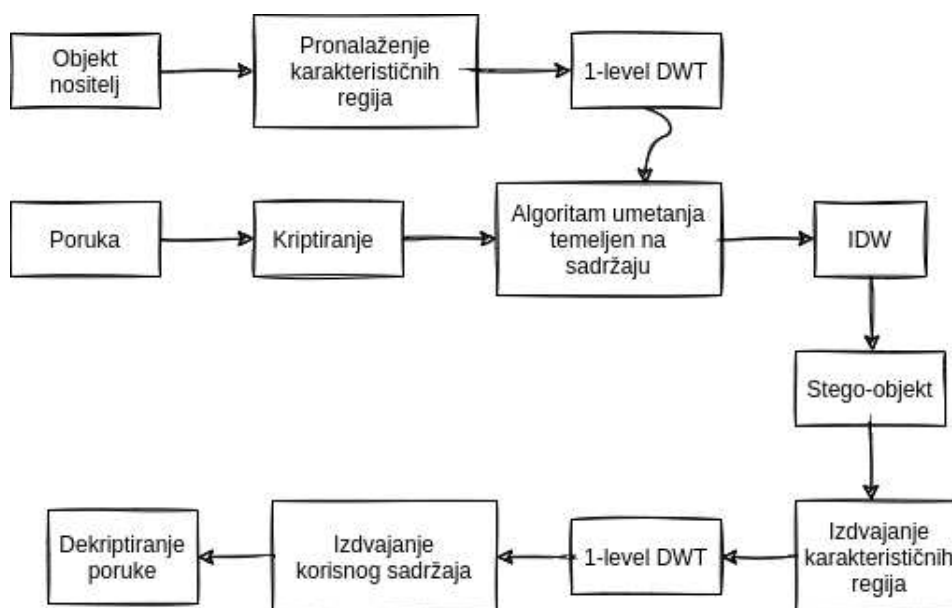 Objekt
nositelj
Pronalaženje
karakterističnih
regija
1-level DWT
Poruka
Kriptiranje
Algoritam umetanja
temeljen na
sadržaju
IDW
Stego-objekt
Izdvajanje
karakterističnih
regija
1-level DWT
Izdvajanje
korisnog sadržaja
Dekriptiranje
poruke